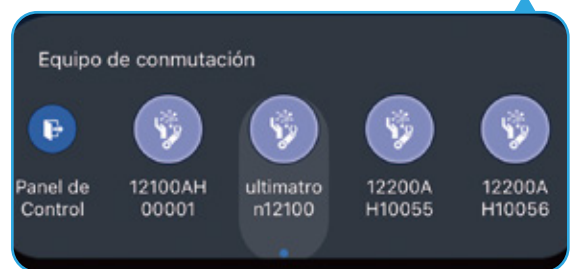 Equipo de conmutación
Panel de
Control
12100AH
00001
ultimatro
n12100
12200A
H10055
12200A
H10056